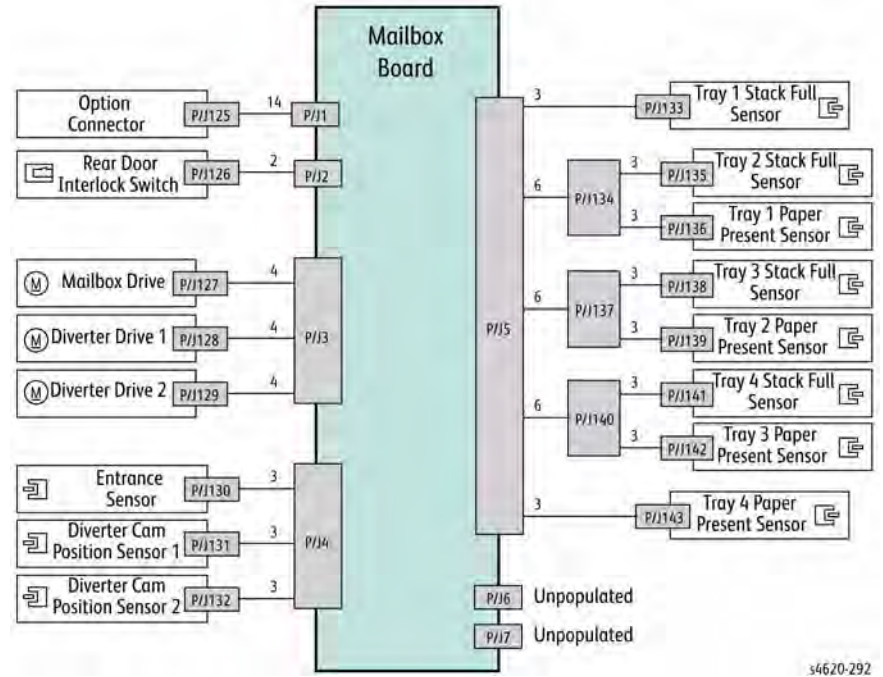 Mailbox
Board
Option
Connector
P/J125
14
P/J1
Rear Door
Interlock Switch
P/J126
2
P/J2
M
Mailbox Drive
P/J127
4
M
Diverter Drive 1
P/J128
4
P/J3
M
Diverter Drive 2
P/J129
4
Entrance
Sensor
P/J130
3
Diverter Cam
Position Sensor 1
P/J131
3
P/J4
Diverter Cam
Position Sensor 2
P/J132
3
P/J5
3
P/J133
Tray 1 Stack Full
Sensor
6
P/J134
3
P/J135
Tray 2 Stack Full
Sensor
3
P/J136
Tray 1 Paper
Present Sensor
6
P/J137
3
P/J138
Tray 3 Stack Full
Sensor
3
P/J139
Tray 2 Paper
Present Sensor
6
P/J140
3
P/J141
Tray 4 Stack Full
Sensor
3
P/J142
Tray 3 Paper
Present Sensor
3
P/J143
Tray 4 Paper
Present Sensor
P/J6
Unpopulated
P/J7
Unpopulated
s4620-292